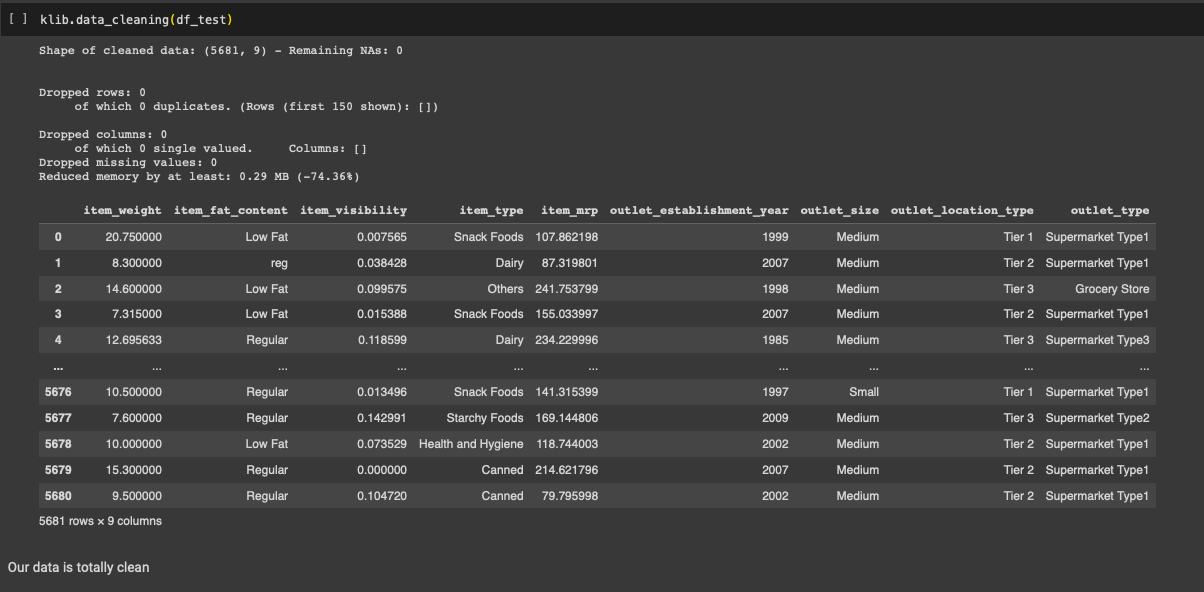 [ ] klib.data_cleaning(df_test)
Shape of cleaned data: (5681, 9) - Remaining NAs: 0
Dropped rows: 0
of which 0 duplicates. (Rows (first 150 shown): [])
Dropped columns: 0
of which 0 single valued. Columns: []
Dropped missing values: 0
Reduced memory by at least: 0.29 MB (-74.36%)
item_weight item_fat_content item_visibility item_type item_mrp outlet_establishment_year outlet_size outlet_location_type outlet_type
0 20.750000 Low Fat 0.007565 Snack Foods 107.862198 1999 Medium Tier 1 Supermarket Type1
1 8.300000 reg 0.038428 Dairy 87.319801 2007 Medium Tier 2 Supermarket Type1
2 14.600000 Low Fat 0.099575 Others 241.753799 1998 Medium Tier 3 Grocery Store
3 7.315000 Low Fat 0.015388 Snack Foods 155.033997 2007 Medium Tier 2 Supermarket Type1
4 12.695633 Regular 0.118599 Dairy 234.229996 1985 Medium Tier 3 Supermarket Type3
... ... ... ... ... ... ... ... ... ...
5676 10.500000 Regular 0.013496 Snack Foods 141.315399 1997 Small Tier 1 Supermarket Type1
5677 7.600000 Regular 0.142991 Starchy Foods 169.144806 2009 Medium Tier 3 Supermarket Type2
5678 10.000000 Low Fat 0.073529 Health and Hygiene 118.744003 2002 Medium Tier 2 Supermarket Type1
5679 15.300000 Regular 0.000000 Canned 214.621796 2007 Medium Tier 2 Supermarket Type1
5680 9.500000 Regular 0.104720 Canned 79.795998 2002 Medium Tier 2 Supermarket Type1
5681 rows × 9 columns
Our data is totally clean